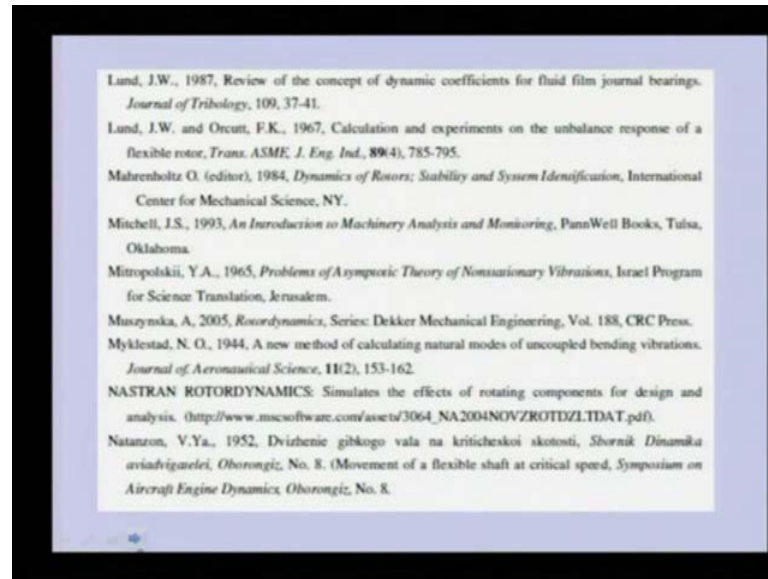 Lund, J.W., 1987, Review of the concept of dynamic coefficients for fluid film journal bearings.
Journal of Tribology, 109, 37-41.
Lund, J.W. and Orcutt, F.K., 1967, Calculation and experiments on the unbalance response of a
flexible rotor, Trans. ASME, J. Eng. Ind., 89(4), 785-795.
Mahrenholtz O. (editor), 1984, Dynamics of Rotors; Stability and System Identification, International
Center for Mechanical Science, NY.
Mitchell, J.S., 1993, An Introduction to Machinery Analysis and Monitoring, PannWell Books, Tulsa,
Oklahoma.
Mitropolskii, Y.A., 1965, Problems of Asymptotic Theory of Nonstationary Vibrations, Israel Program
for Science Translation, Jerusalem.
Muszynska, A, 2005, Rotordynamics, Series: Dekker Mechanical Engineering, Vol. 188, CRC Press.
Myklestad, N. O., 1944, A new method of calculating natural modes of uncoupled bending vibrations.
Journal of Aeronautical Science, 11(2), 153-162.
NASTRAN ROTORDYNAMICS: Simulates the effects of rotating components for design and
analysis. (http://www.mscsoftware.com/assets/3064_NA2004NOVZROTDZLTDAT.pdf).
Natanzon, V.Ya., 1952, Dvizhenie gibkogo vala na kriticheskoi skotosti, Sbornik Dinamika
aviadvigatelei, Oborongiz, No. 8. (Movement of a flexible shaft at critical speed, Symposium on
Aircraft Engine Dynamics, Oborongiz, No. 8.